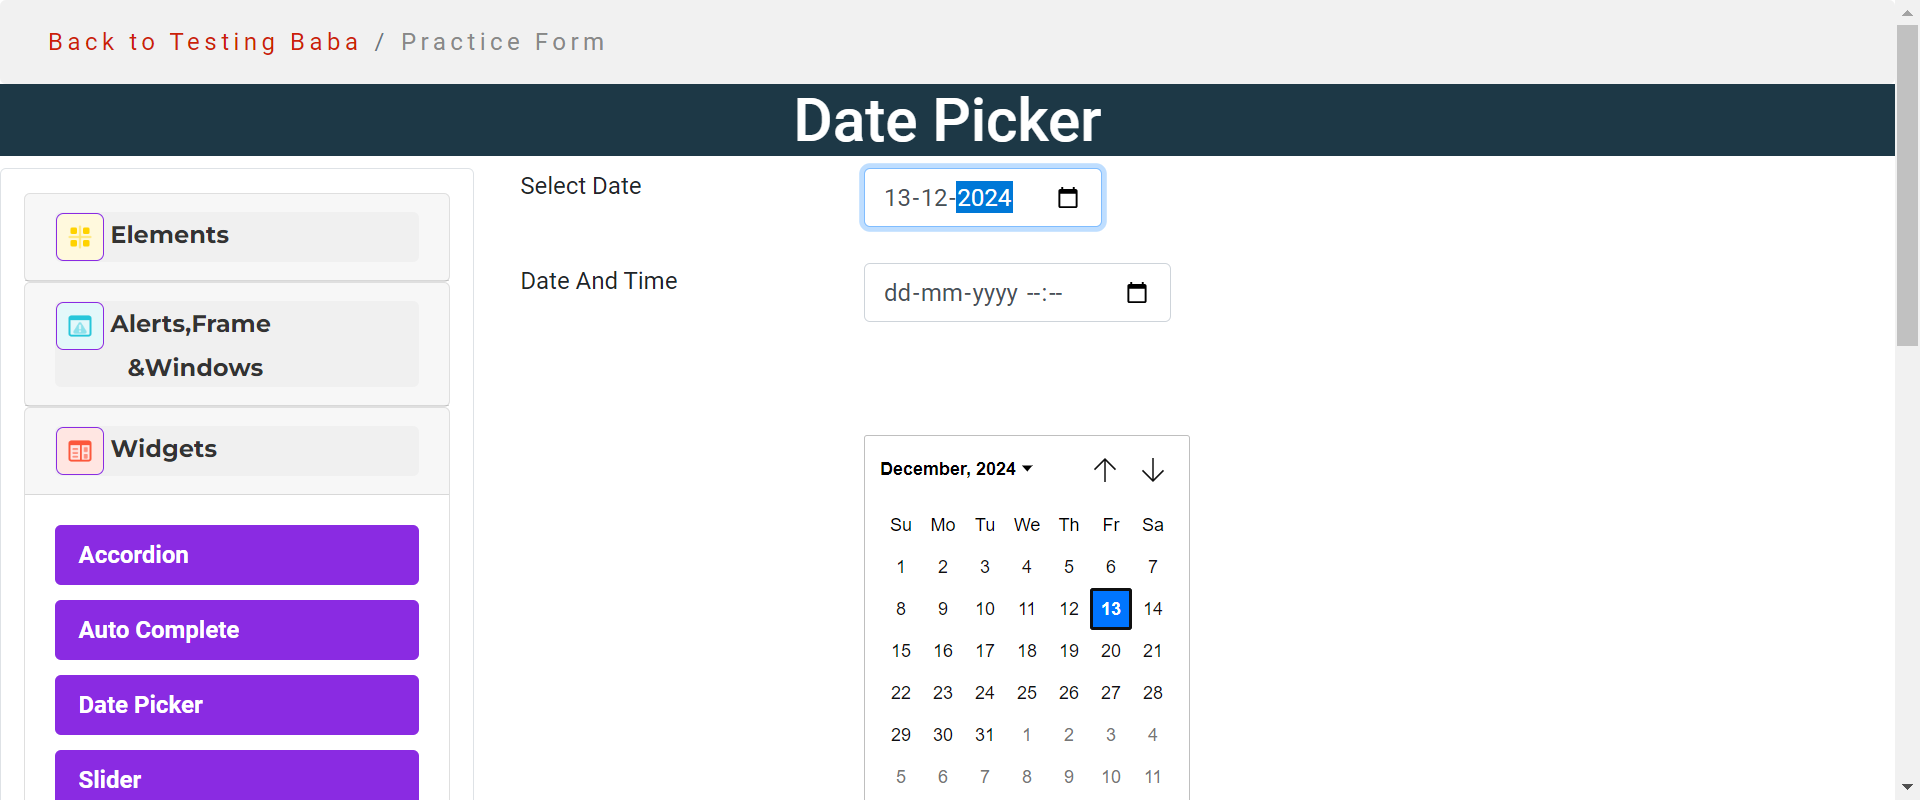 Back to Testing Baba / Practice Form
Date Picker
Elements
Alerts,Frame
&Windows
Widgets
Accordion
Auto Complete
Date Picker
Slider
Select Date
13-12-2024
Date And Time
dd-mm-yyyy --:--
December, 2024
Su Mo Tu We Th Fr Sa
1 2 3 4 5 6 7
8 9 10 11 12 13 14
15 16 17 18 19 20 21
22 23 24 25 26 27 28
29 30 31 1 2 3 4
5 6 7 8 9 10 11